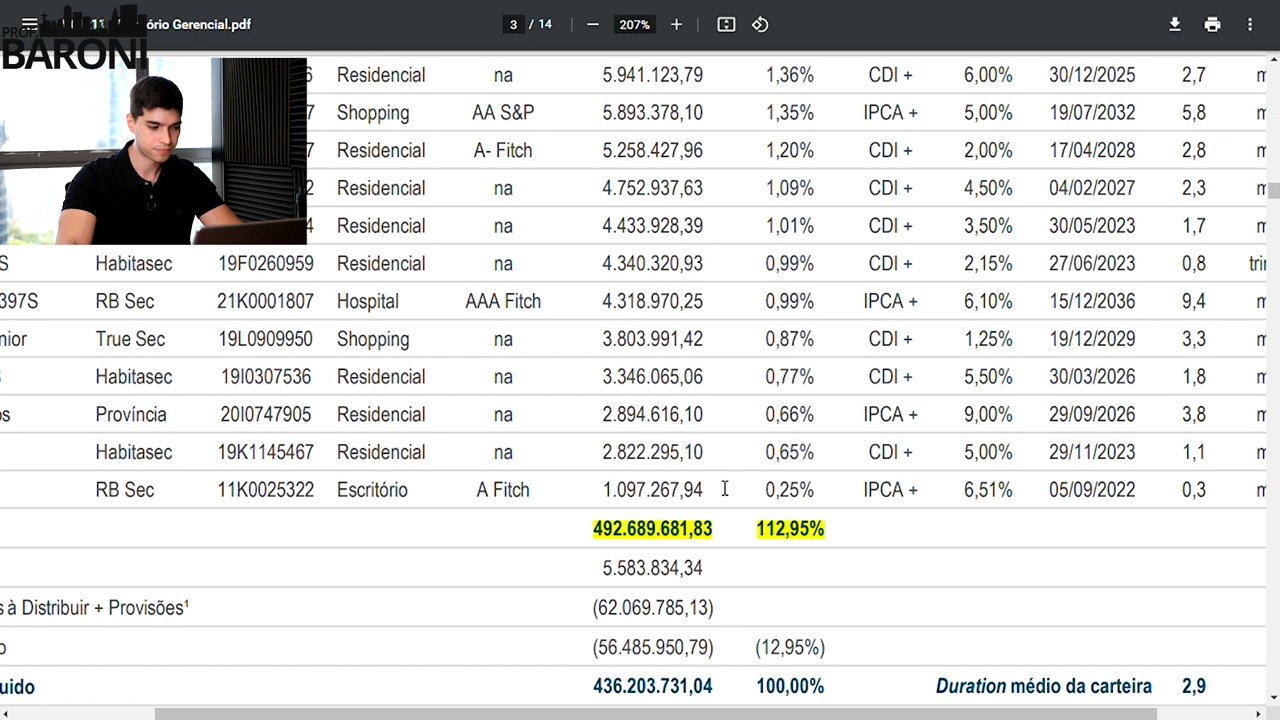 ório Gerencial.pdf
3 / 14
207%
PROF.
BARONI
6 Residencial na 5.941.123,79 1,36% CDI + 6,00% 30/12/2025 2,7 m
7 Shopping AA S&P 5.893.378,10 1,35% IPCA + 5,00% 19/07/2032 5,8 m
7 Residencial A- Fitch 5.258.427,96 1,20% CDI + 2,00% 17/04/2028 2,8 m
2 Residencial na 4.752.937,63 1,09% CDI + 4,50% 04/02/2027 2,3 m
4 Residencial na 4.433.928,39 1,01% CDI + 3,50% 30/05/2023 1,7 m
S Habitasec 19F0260959 Residencial na 4.340.320,93 0,99% CDI + 2,15% 27/06/2023 0,8 trin
397S RB Sec 21K0001807 Hospital AAA Fitch 4.318.970,25 0,99% IPCA + 6,10% 15/12/2036 9,4 m
nior True Sec 19L0909950 Shopping na 3.803.991,42 0,87% CDI + 1,25% 19/12/2029 3,3 m
Habitasec 19I0307536 Residencial na 3.346.065,06 0,77% CDI + 5,50% 30/03/2026 1,8 m
os Província 20I0747905 Residencial na 2.894.616,10 0,66% IPCA + 9,00% 29/09/2026 3,8 m
Habitasec 19K1145467 Residencial na 2.822.295,10 0,65% CDI + 5,00% 29/11/2023 1,1 m
RB Sec 11K0025322 Escritório A Fitch 1.097.267,94 0,25% IPCA + 6,51% 05/09/2022 0,3 m
492.689.681,83 112,95%
5.583.834,34
s à Distribuir + Provisões¹ (62.069.785,13)
o (56.485.950,79) (12,95%)
uido 436.203.731,04 100,00% Duration médio da carteira 2,9